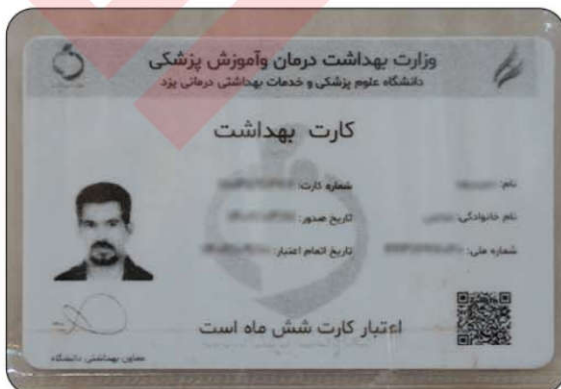 وزارت بهداشت درمان وآموزش پزشکی
دانشگاه علوم پزشکی و خدمات بهداشتی درمانی یزد
کارت بهداشت
نام:
شماره کارت:
نام خانوادگی:
تاریخ صدور:
شماره ملی:
تاریخ اتمام اعتبار:
اعتبار کارت شش ماه است
معاون بهداشتی دانشگاه